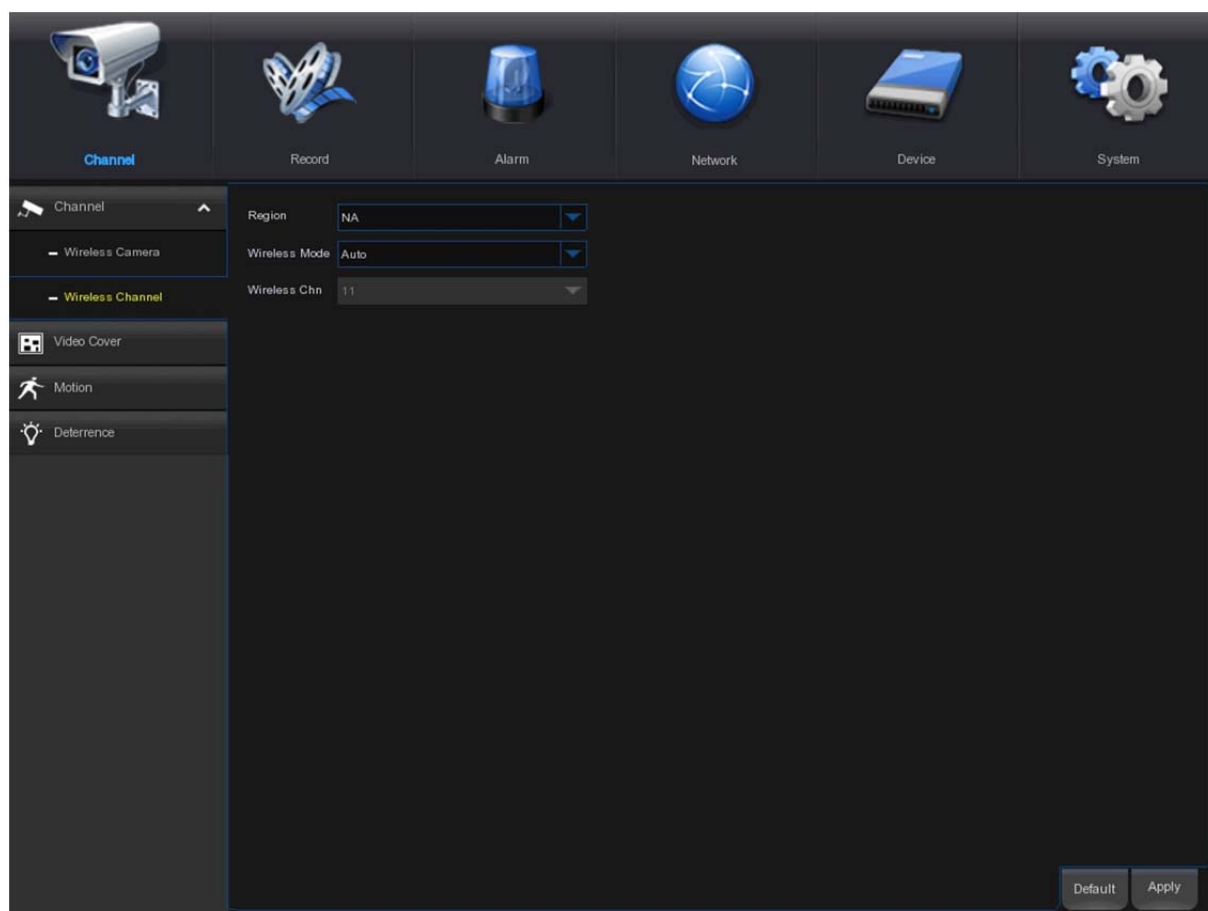 Channel Record Alarm Network Device System
Channel
Wireless Camera
Wireless Channel
Video Cover
Motion
Deterrence
Region NA
Wireless Mode Auto
Wireless Chn 11
Default Apply